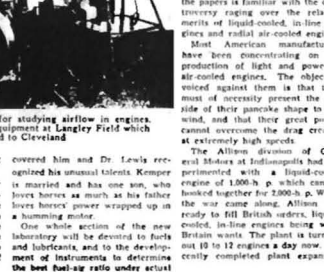 for studying airflow in engines.
quipment at Langley Field which
d to Cleveland
covered him and Dr. Lewis rec-
ognized his unusual talents. Kemper
is married and has one son, who
loves horses as much as his father
loves horses' power wrapped up in
a humming motor.
One whole section of the new
laboratory will be devoted to fuels
and lubricants, and to the develop-
ment of instruments to determine
the best fuel-air ratio under actual
the papers is familiar with the
troversy raging over the rela
merits of liquid-cooled, in-line
gines and radial air-cooled engi
Most American manufactu
have been concentrating on
production of light and powe
air-cooled engines. The objec
voiced against them is that t
must of necessity present the
side of their pancake shape to
wind, and that their great po
cannot overcome the drag cre
at extremely high speeds.
The Allison division of G
eral Motors at Indianapolis had
perimented with a liquid-co
engine of 1,000-h. p. which can
hooked together for 2,000-h. p. W
the war came along, Allison
ready to fill British orders, liq
cooled, in-line engines being w
Britain wants. The plant is turn
out 10 to 12 engines a day now.
cently completed plant expan